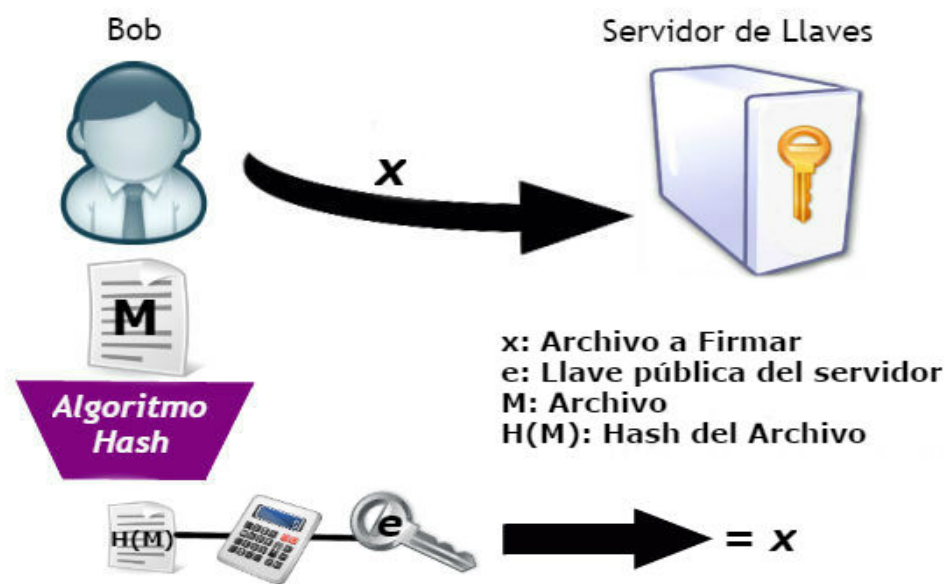 Bob
Servidor de Llaves
x
M
Algoritmo
Hash
x: Archivo a Firmar
e: Llave pública del servidor
M: Archivo
H(M): Hash del Archivo
H(M)
e
= x